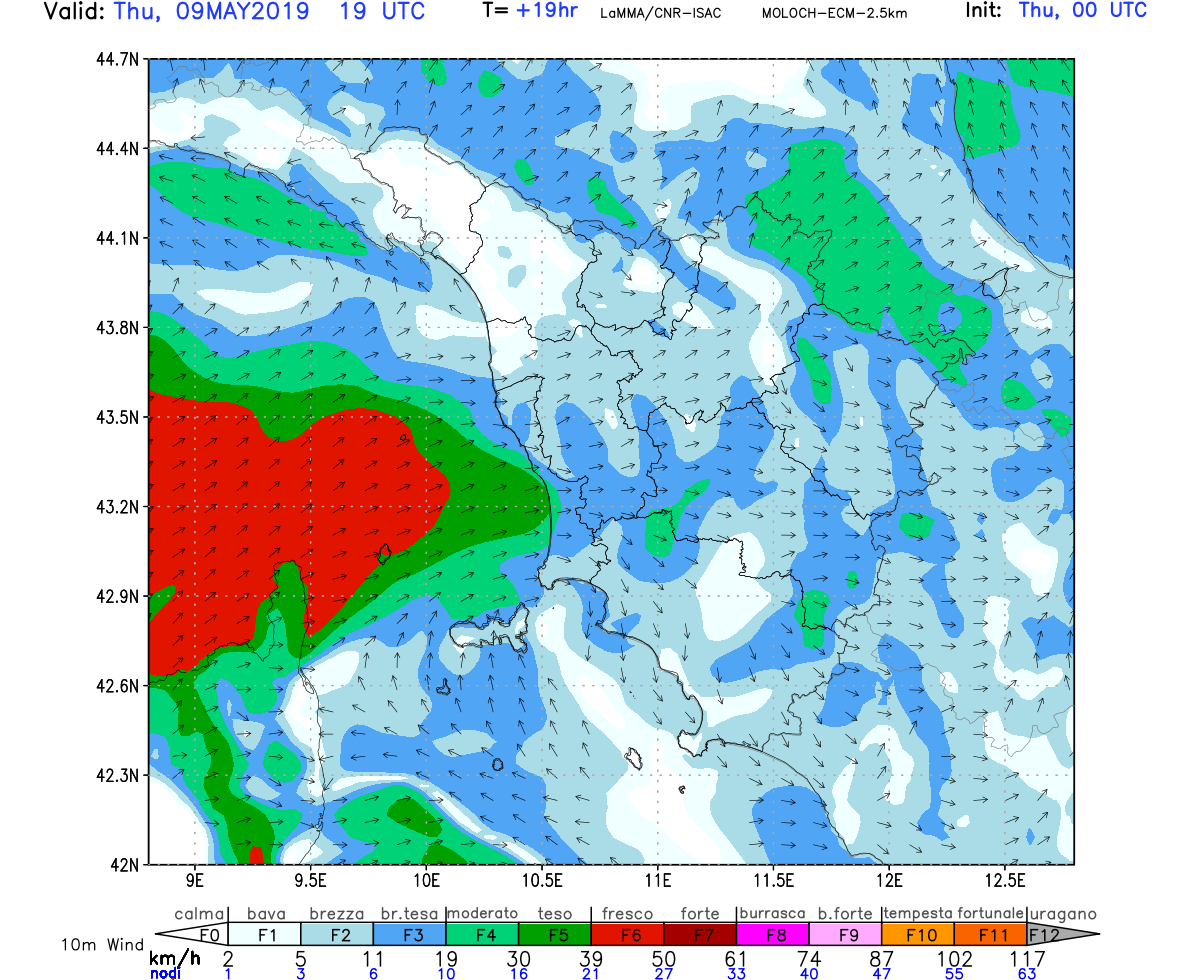 Valid: Thu, 09MAY2019 19 UTC T= +19hr LaMMA/CNR-ISAC MOLOCH-ECM-2.5km Init: Thu, 00 UTC
44.7N
44.4N
44.1N
43.8N
43.5N
43.2N
42.9N
42.6N
42.3N
42N
9E 9.5E 10E 10.5E 11E 11.5E 12E 12.5E
calma bava brezza br.tesa moderato teso fresco forte burrasca b.forte tempesta fortunale uragano
F0 F1 F2 F3 F4 F5 F6 F7 F8 F9 F10 F11 F12
10m Wind
km/h 2 5 11 19 30 39 50 61 74 87 102 117
nodi 1 3 6 10 16 21 27 33 40 47 55 63